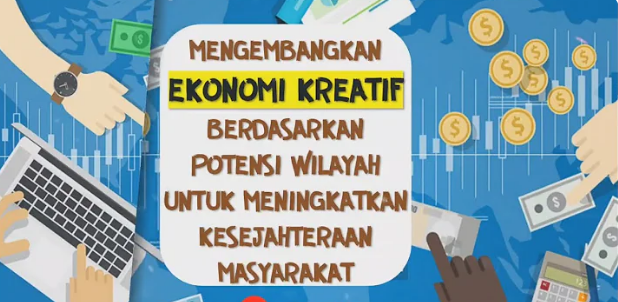 MENGEMBANGKAN
EKONOMI KREATIF
BERDASARKAN
POTENSI WILAYAH
UNTUK MENINGKATKAN
KESEJAHTERAAN
MASYARAKAT